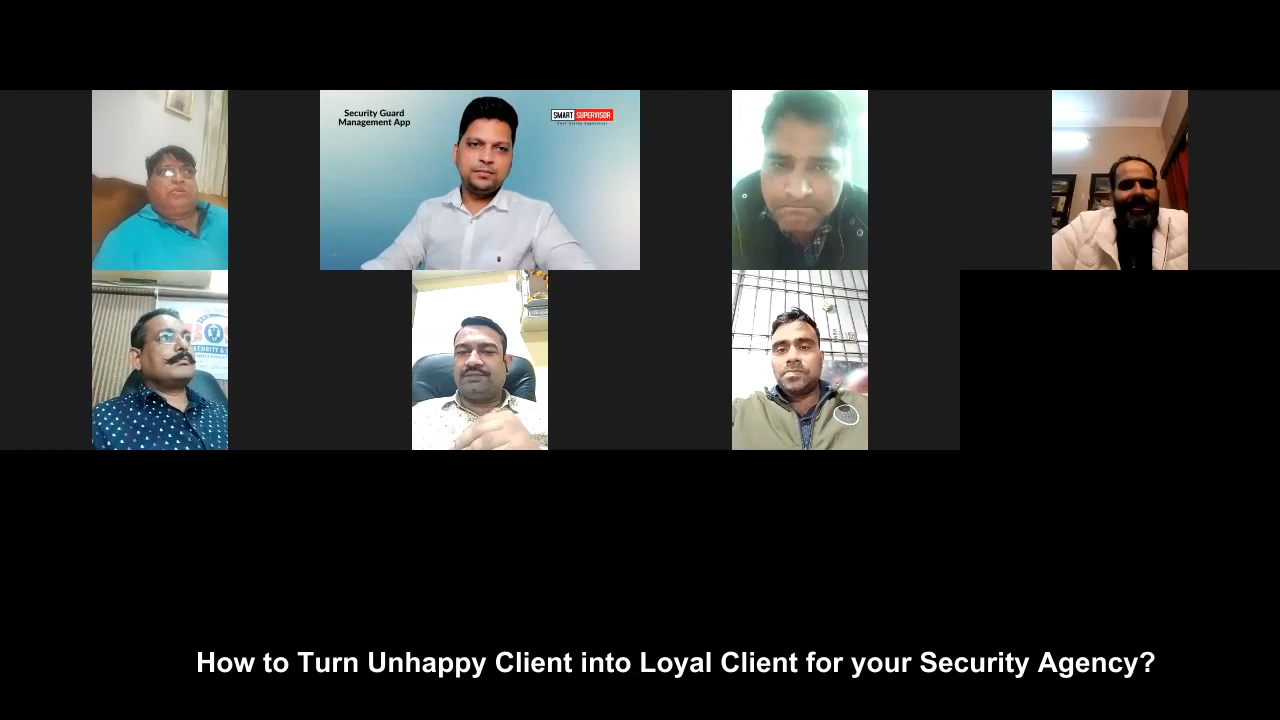 Security Guard
Management App
SMART SUPERVISOR
How to Turn Unhappy Client into Loyal Client for your Security Agency?